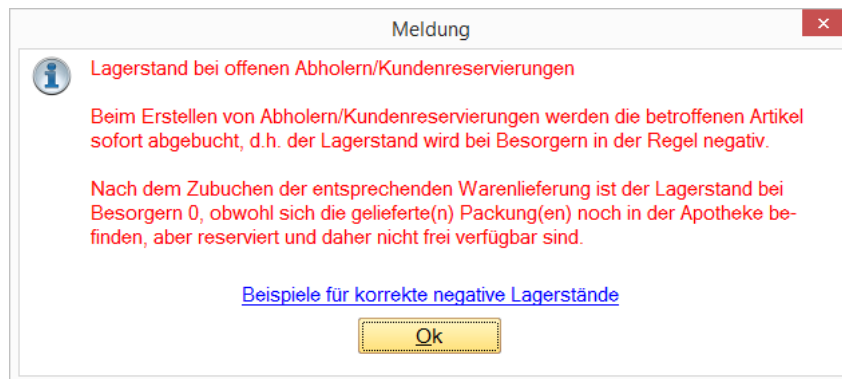 Meldung
Lagerstand bei offenen Abholern/Kundenreservierungen
Beim Erstellen von Abholern/Kundenreservierungen werden die betroffenen Artikel
sofort abgebucht, d.h. der Lagerstand wird bei Besorgern in der Regel negativ.
Nach dem Zubuchen der entsprechenden Warenlieferung ist der Lagerstand bei
Besorgern 0, obwohl sich die gelieferte(n) Packung(en) noch in der Apotheke be-
finden, aber reserviert und daher nicht frei verfügbar sind.
Beispiele für korrekte negative Lagerstände
Ok